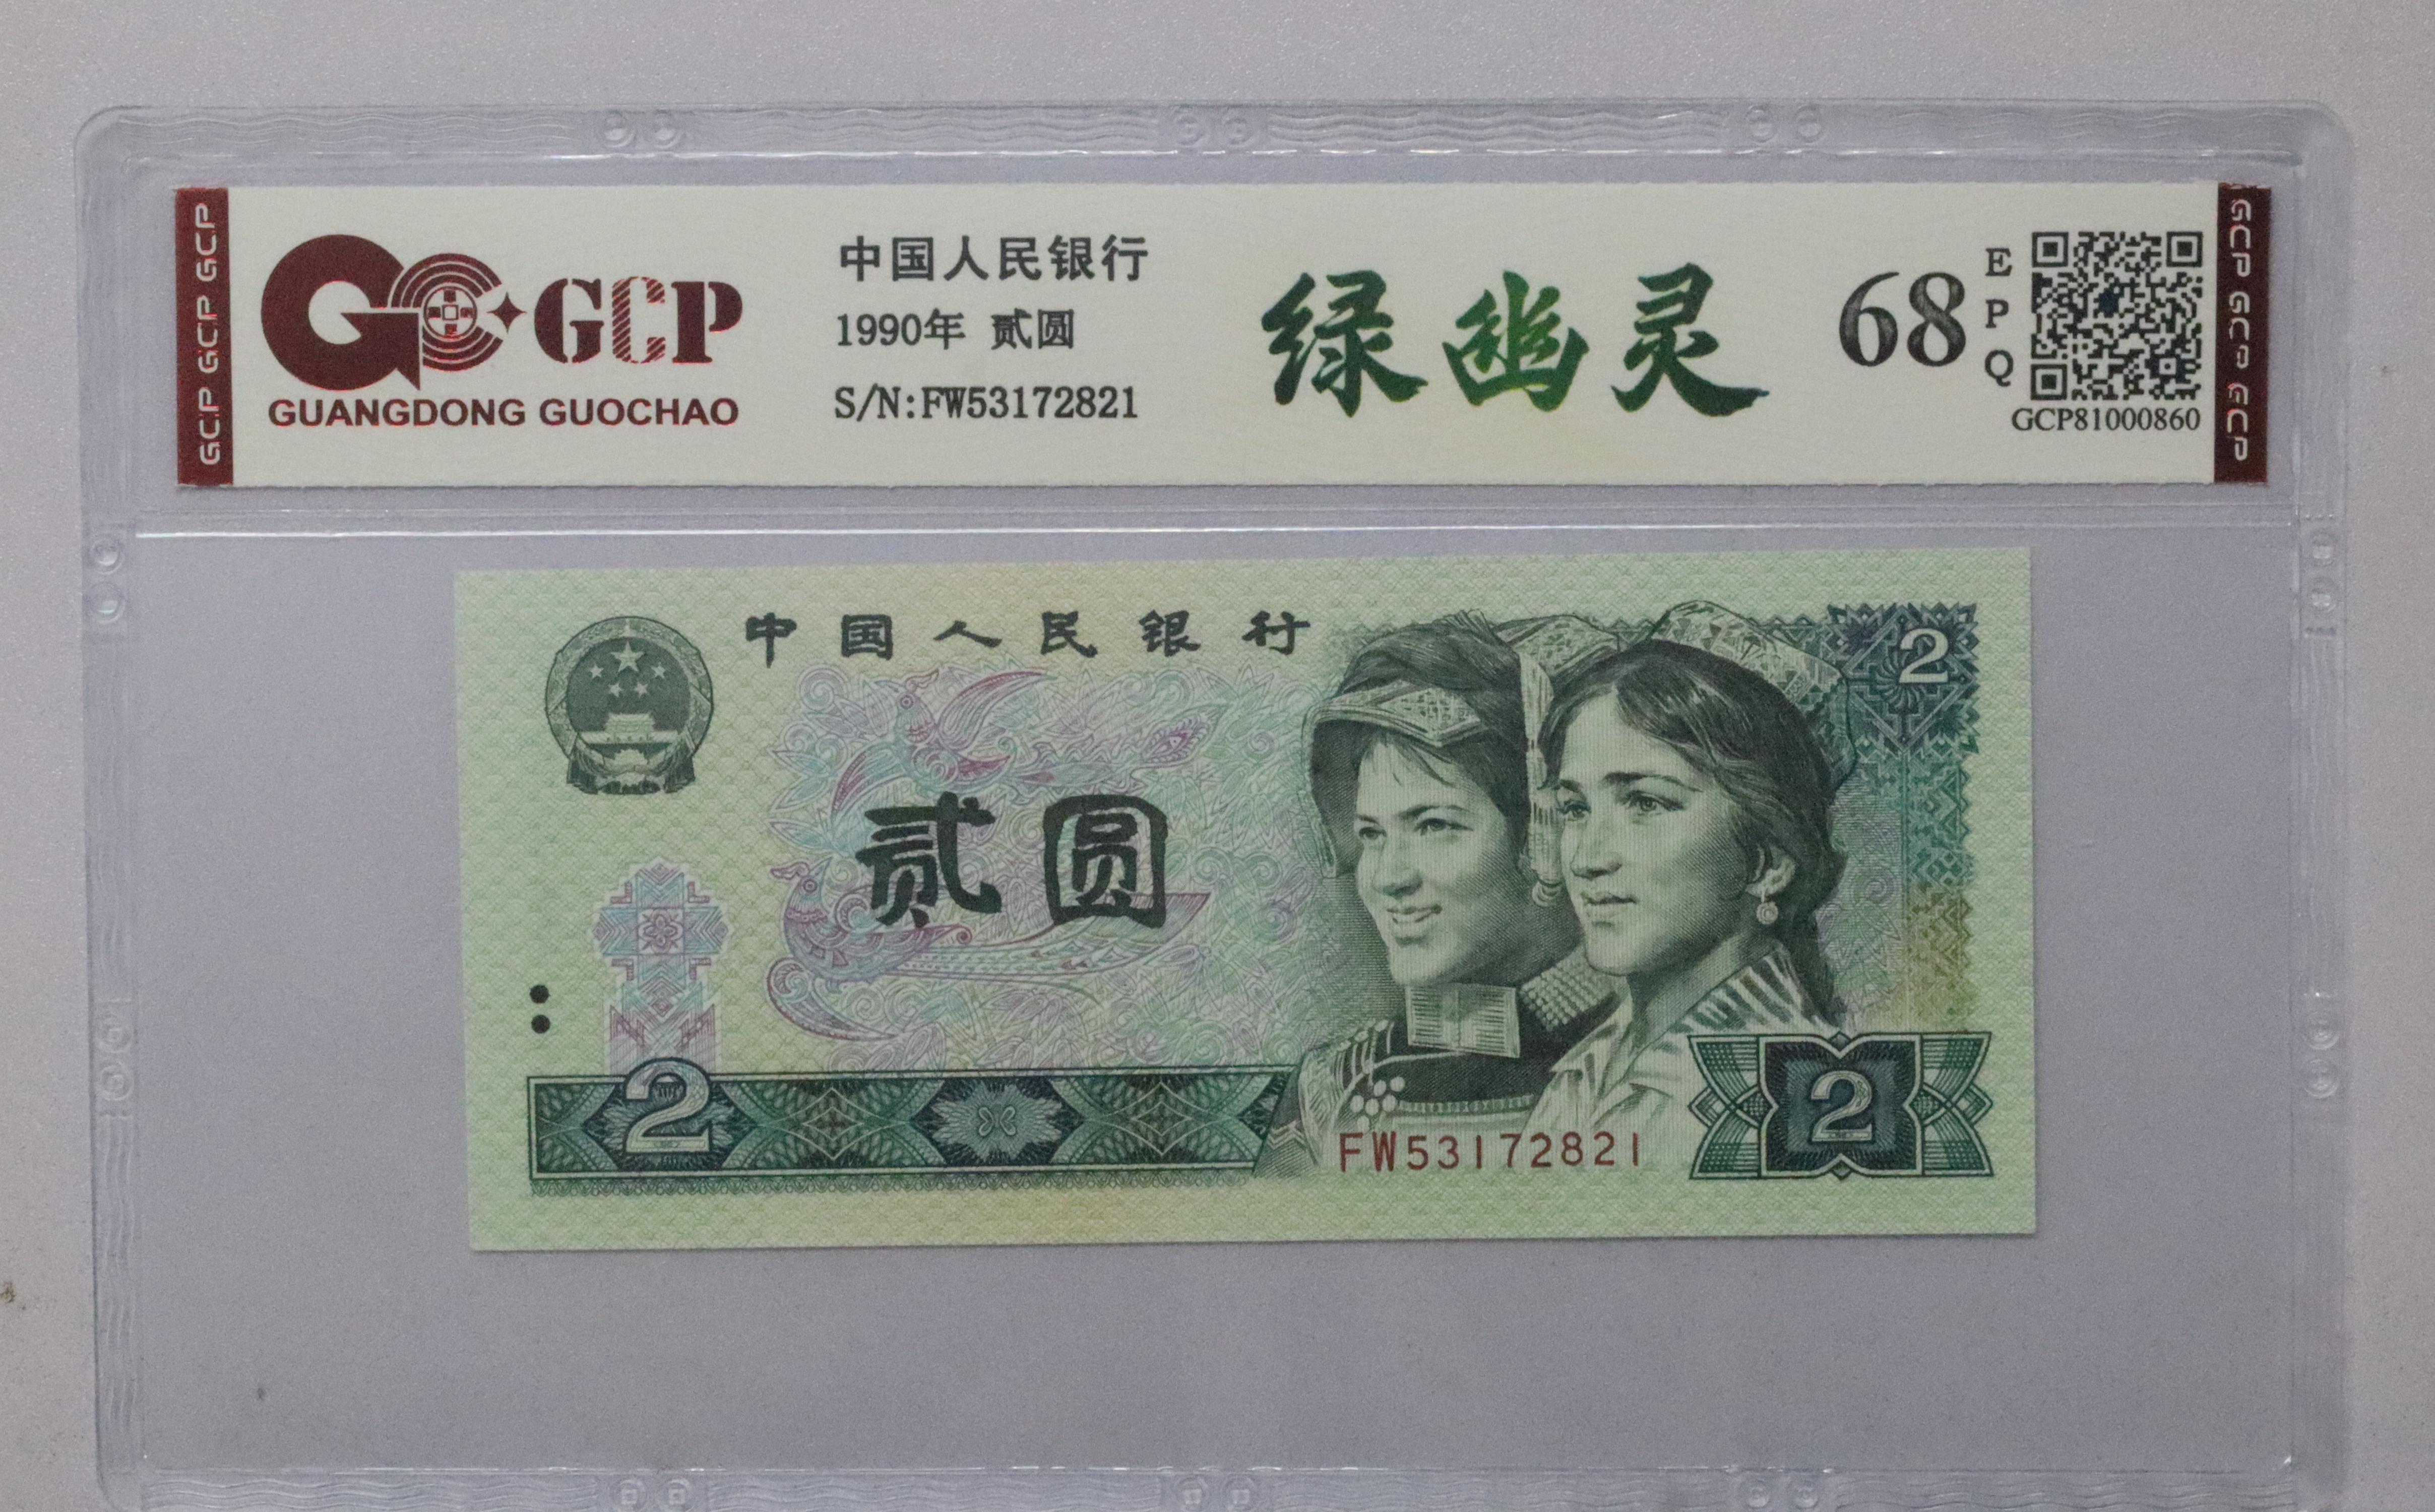 GCP GCP GCP
GCP
GUANGDONG GUOCHAO
中国人民银行
1990年 贰圆
S/N:FW53172821
绿幽灵
68
EPQ
GCP81000860
GCP GCP GCP
中国人民银行
2
贰圆
2
FW53172821
2